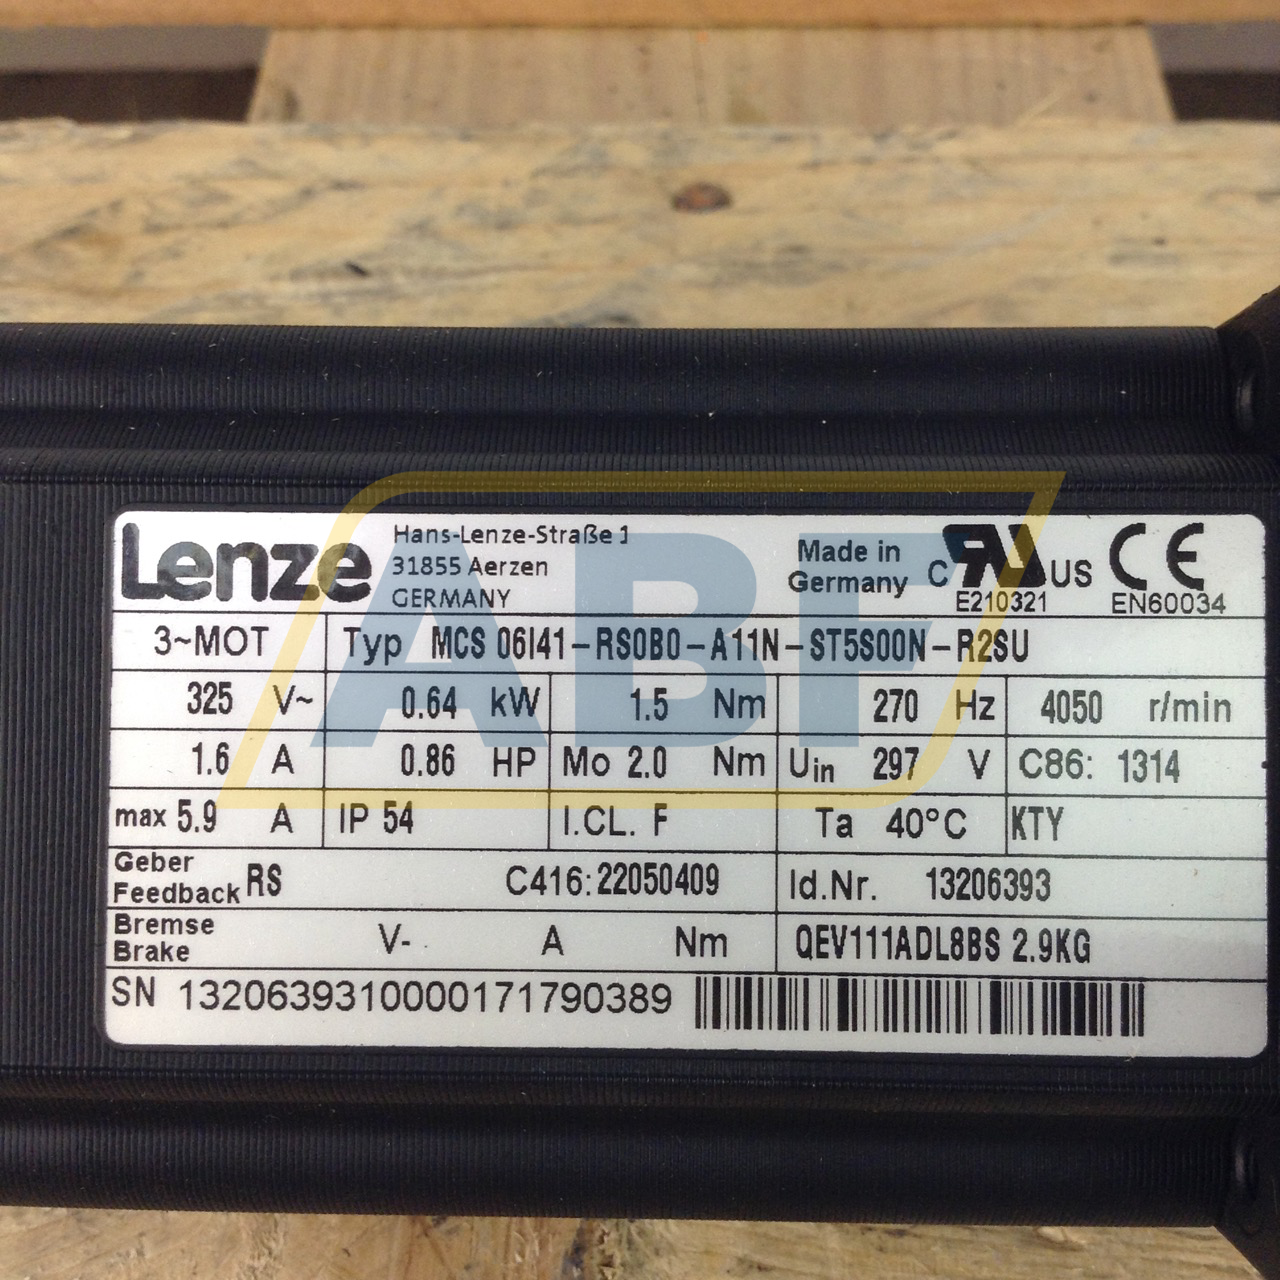 Lenze
Hans-Lenze-Straße 1
31855 Aerzen
GERMANY
Made in
Germany
C UR US
E210321
CE
EN60034
3~MOT Typ MCS 06I41-RS0B0-A11N-ST5S00N-R2SU
325 V~ 0.64 kW 1.5 Nm 270 Hz 4050 r/min
1.6 A 0.86 HP Mo 2.0 Nm Uin 297 V C86: 1314
max 5.9 A IP 54 I.CL. F Ta 40°C KTY
Geber
Feedback RS C416: 22050409 Id.Nr. 13206393
Bremse
Brake V- A Nm QEV111ADL8BS 2.9KG
SN 1320639310000171790389
ABF